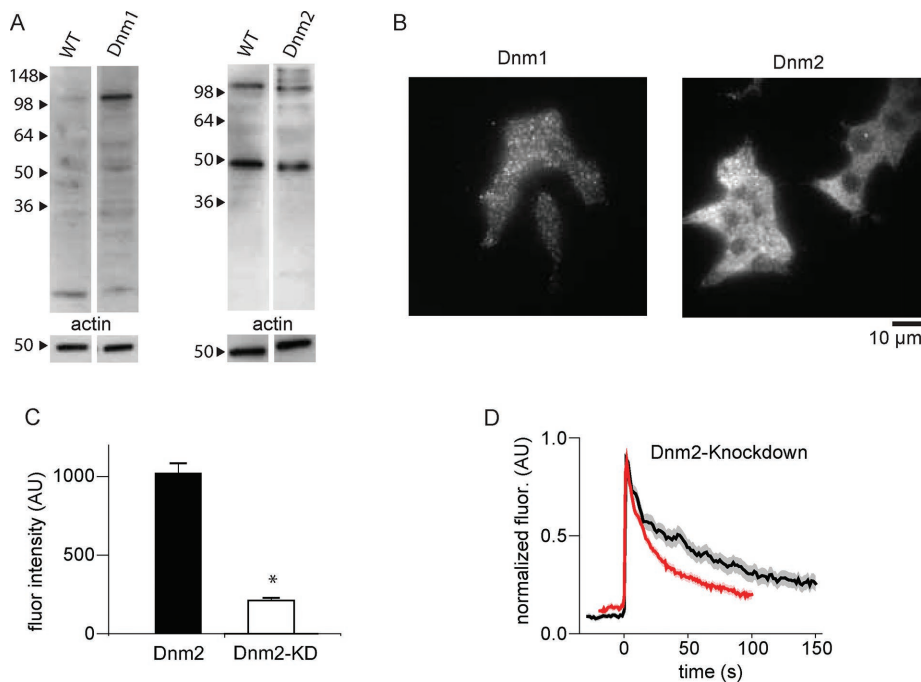 A
WT
Dnm1
148
98
64
50
36
actin
50
WT
Dnm2
98
64
50
36
actin
50
B
Dnm1
Dnm2
10 µm
C
fluor intensity (AU)
1000
500
0
*
Dnm2
Dnm2-KD
D
Dnm2-Knockdown
normalized fluor. (AU)
1.0
0.5
0.0
0 50 100 150
time (s)